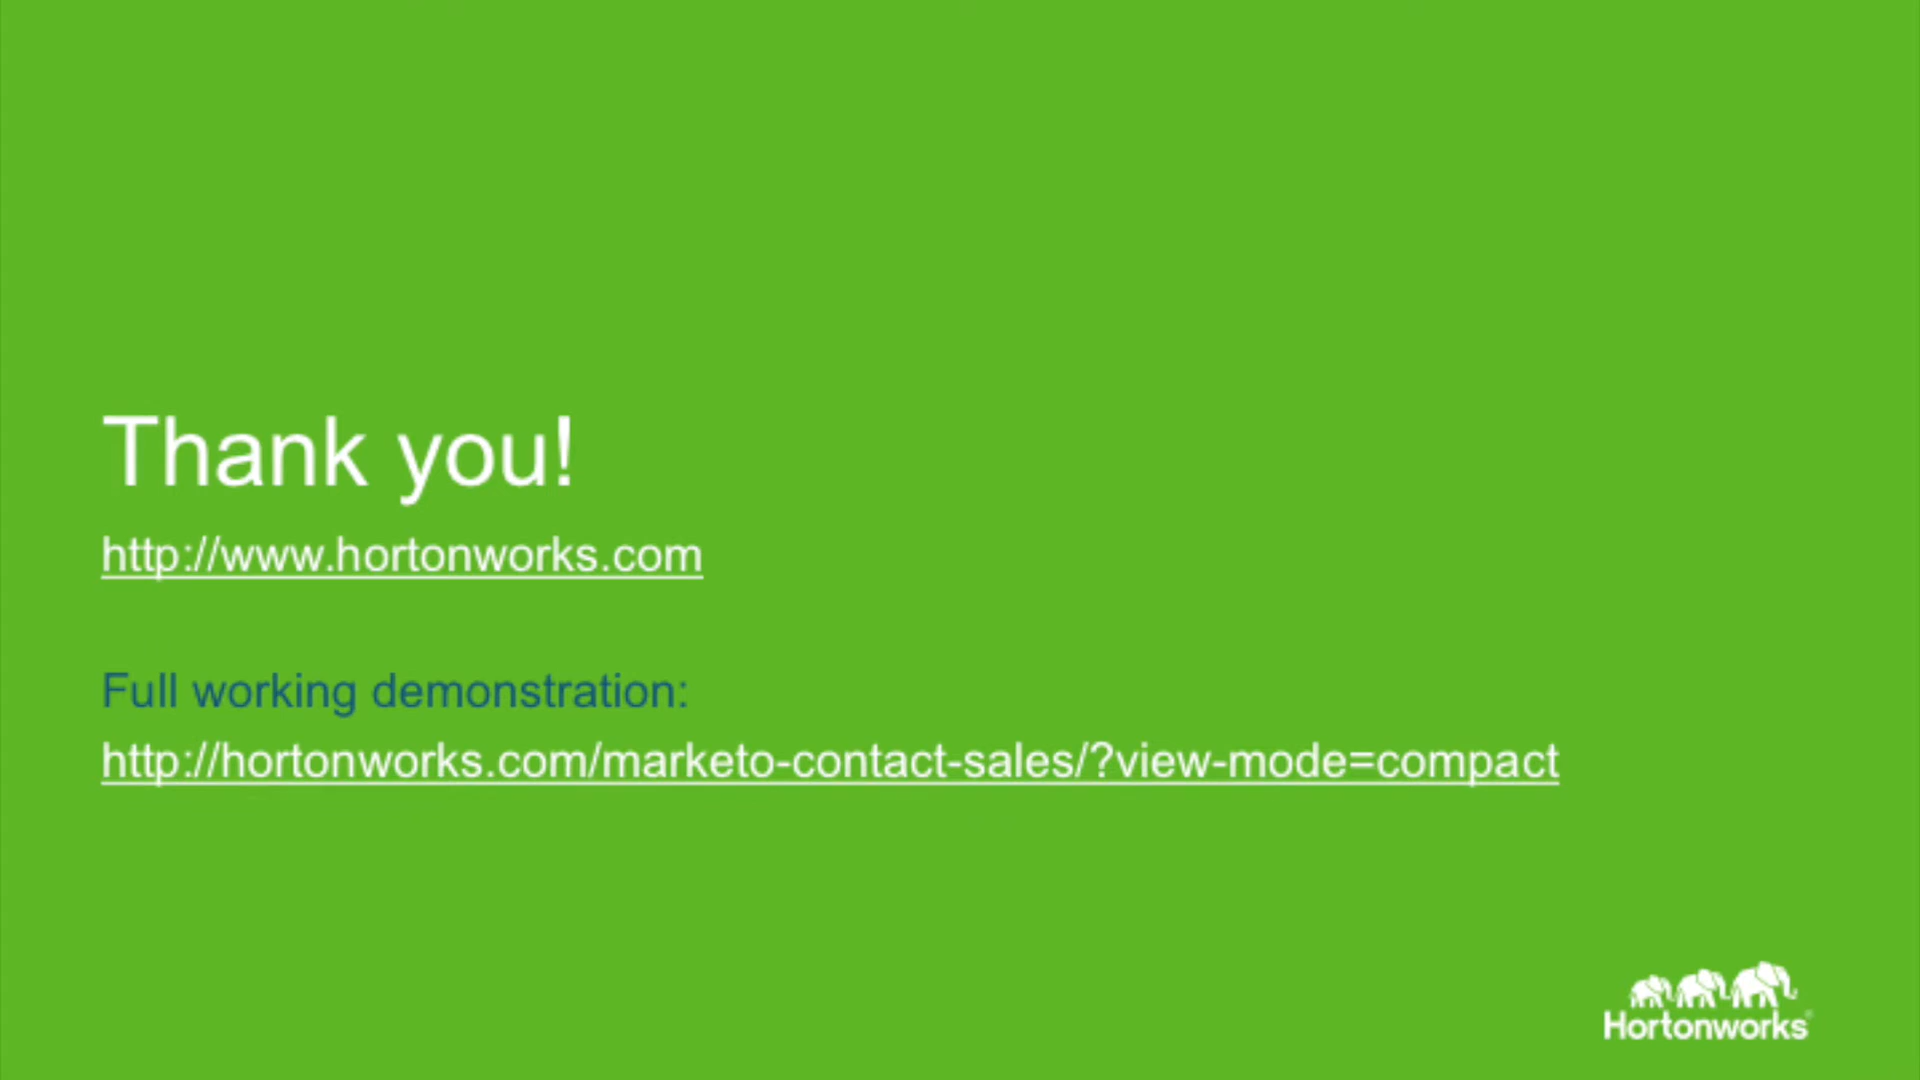 Thank you!
http://www.hortonworks.com
Full working demonstration:
http://hortonworks.com/marketo-contact-sales/?view-mode=compact
Hortonworks